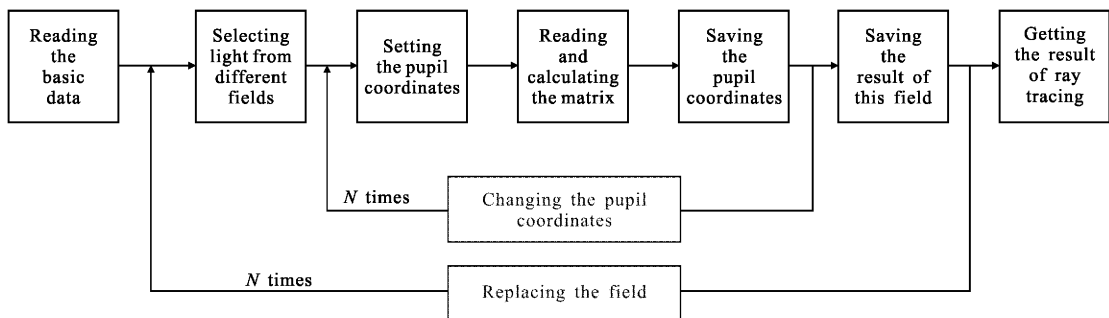 Reading
the
basic
data
Selecting
light from
different
fields
Setting
the pupil
coordinates
Reading
and
calculating
the matrix
Saving
the
pupil
coordinates
Saving
the
result of
this field
Getting
the result
of ray
tracing
N times
Changing the pupil
coordinates
N times
Replacing the field